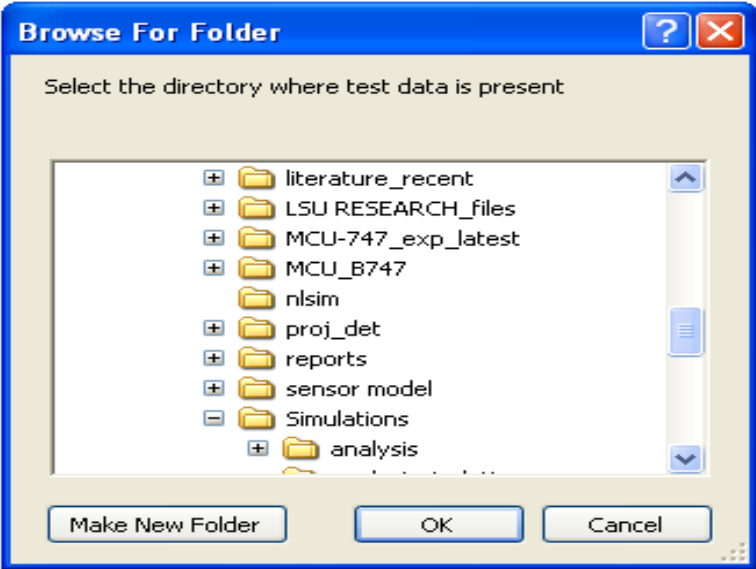 Browse For Folder
Select the directory where test data is present
literature_recent
LSU RESEARCH_files
MCU-747_exp_latest
MCU_B747
nlsim
proj_det
reports
sensor model
Simulations
analysis
Make New Folder
OK
Cancel